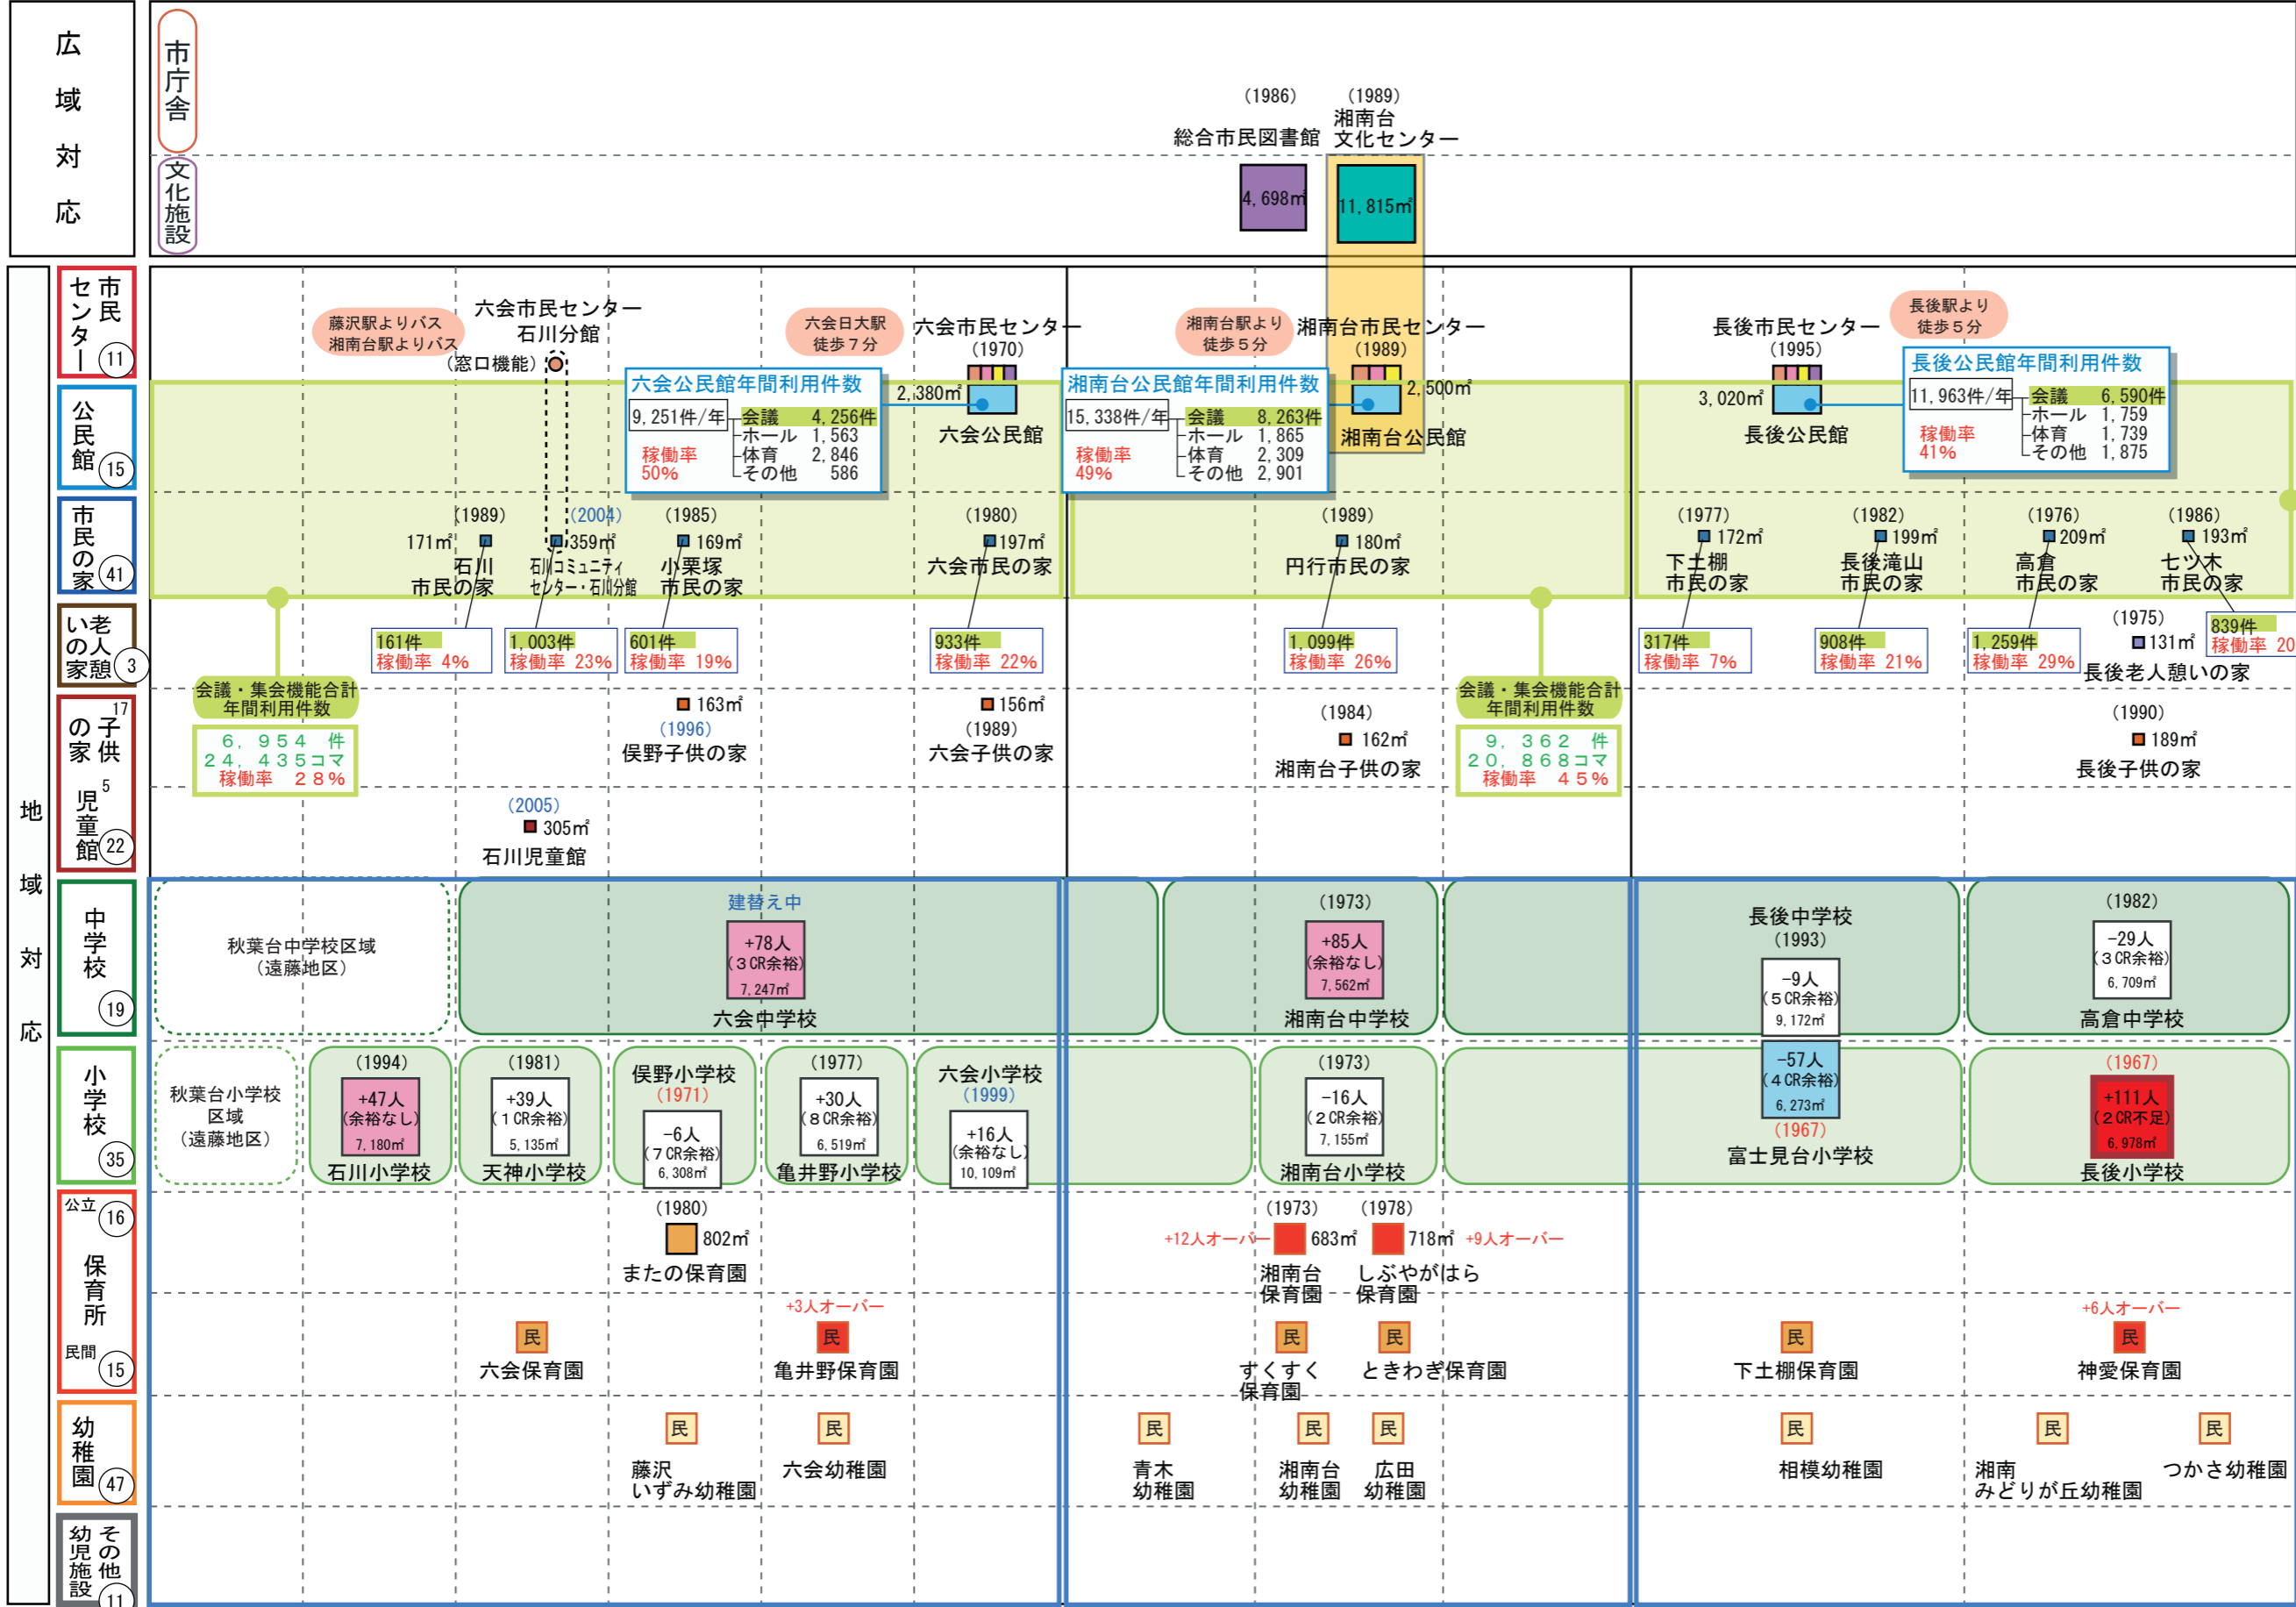 広域対応
市庁舎
文化施設
(1986)
総合市民図書館
4,698㎡
(1989)
湘南台
文化センター
11,815㎡
地域対応
市民センター
11
公民館
15
市民の家
41
老人憩いの家
3
子供の家
17
児童館
5
22
中学校
19
小学校
35
公立
16
保育所
民間
15
幼稚園
47
その他幼児施設
11
藤沢駅よりバス
湘南台駅よりバス
六会市民センター
石川分館
(窓口機能)
六会日大駅
徒歩7分
六会市民センター
(1970)
2,380㎡
六会公民館
六会公民館年間利用件数
9,251件/年
会議 4,256件
ホール 1,563
体育 2,846
その他 586
稼働率
50%
湘南台駅より
徒歩5分
湘南台市民センター
(1989)
2,500㎡
湘南台公民館
湘南台公民館年間利用件数
15,338件/年
会議 8,263件
ホール 1,865
体育 2,309
その他 2,901
稼働率
49%
長後市民センター
(1995)
3,020㎡
長後公民館
長後駅より
徒歩5分
長後公民館年間利用件数
11,963件/年
会議 6,590件
ホール 1,759
体育 1,739
その他 1,875
稼働率
41%
(1989)
171㎡
石川
市民の家
161件
稼働率 4%
(2004)
359㎡
石川コミュニティ
センター・石川分館
1,003件
稼働率 23%
(1985)
169㎡
小栗塚
市民の家
601件
稼働率 19%
(1980)
197㎡
六会市民の家
933件
稼働率 22%
(1989)
180㎡
円行市民の家
1,099件
稼働率 26%
(1977)
172㎡
下土棚
市民の家
317件
稼働率 7%
(1982)
199㎡
長後滝山
市民の家
908件
稼働率 21%
(1976)
209㎡
高倉
市民の家
1,259件
稼働率 29%
(1986)
193㎡
七ツ木
市民の家
839件
稼働率 20
(1975)
131㎡
長後老人憩いの家
会議・集会機能合計
年間利用件数
6,954 件
24,435コマ
稼働率 28%
163㎡
(1996)
俣野子供の家
156㎡
(1989)
六会子供の家
(1984)
162㎡
湘南台子供の家
会議・集会機能合計
年間利用件数
9,362 件
20,868コマ
稼働率 45%
(1990)
189㎡
長後子供の家
(2005)
305㎡
石川児童館
秋葉台中学校区域
(遠藤地区)
建替え中
+78人
(3CR余裕)
7,247㎡
六会中学校
(1973)
+85人
(余裕なし)
7,562㎡
湘南台中学校
長後中学校
(1993)
-9人
(5CR余裕)
9,172㎡
(1982)
-29人
(3CR余裕)
6,709㎡
高倉中学校
秋葉台小学校
区域
(遠藤地区)
(1994)
+47人
(余裕なし)
7,180㎡
石川小学校
(1981)
+39人
(1CR余裕)
5,135㎡
天神小学校
俣野小学校
(1971)
-6人
(7CR余裕)
6,308㎡
(1977)
+30人
(8CR余裕)
6,519㎡
亀井野小学校
六会小学校
(1999)
+16人
(余裕なし)
10,109㎡
(1973)
-16人
(2CR余裕)
7,155㎡
湘南台小学校
-57人
(4CR余裕)
6,273㎡
(1967)
富士見台小学校
(1967)
+111人
(2CR不足)
6,978㎡
長後小学校
(1980)
802㎡
またの保育園
(1973)
+12人オーバー
683㎡
湘南台
保育園
(1978)
718㎡
+9人オーバー
しぶやがはら
保育園
民
六会保育園
+3人オーバー
民
亀井野保育園
民
すくすく
保育園
民
ときわぎ保育園
民
下土棚保育園
+6人オーバー
民
神愛保育園
民
藤沢
いずみ幼稚園
民
六会幼稚園
民
青木
幼稚園
民
湘南台
幼稚園
民
広田
幼稚園
民
相模幼稚園
民
湘南
みどりが丘幼稚園
民
つかさ幼稚園